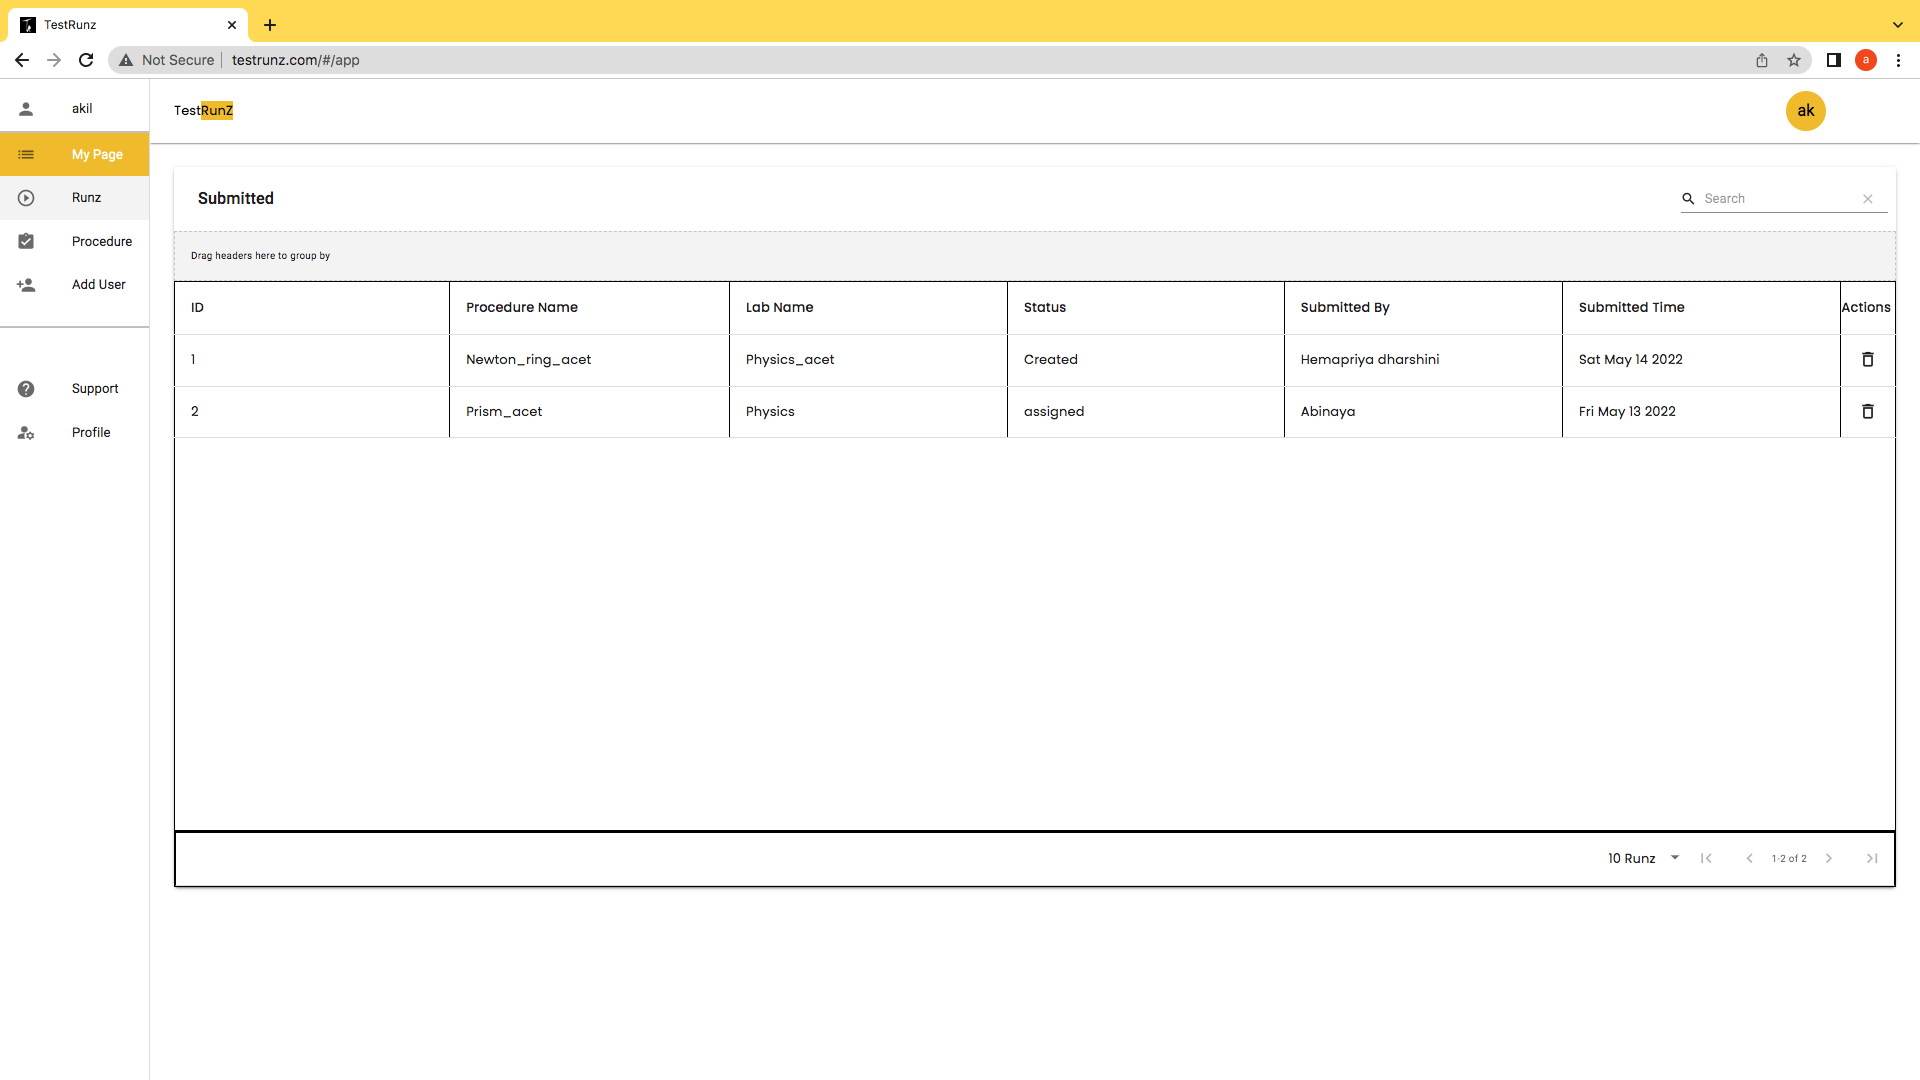 TestRunz
Not Secure testrunz.com/#/app
a
akil
My Page
Runz
Procedure
Add User
Support
Profile
TestRunZ
ak
Submitted
Search
Drag headers here to group by
ID Procedure Name Lab Name Status Submitted By Submitted Time Actions
1 Newton_ring_acet Physics_acet Created Hemapriya dharshini Sat May 14 2022
2 Prism_acet Physics assigned Abinaya Fri May 13 2022
10 Runz 1-2 of 2